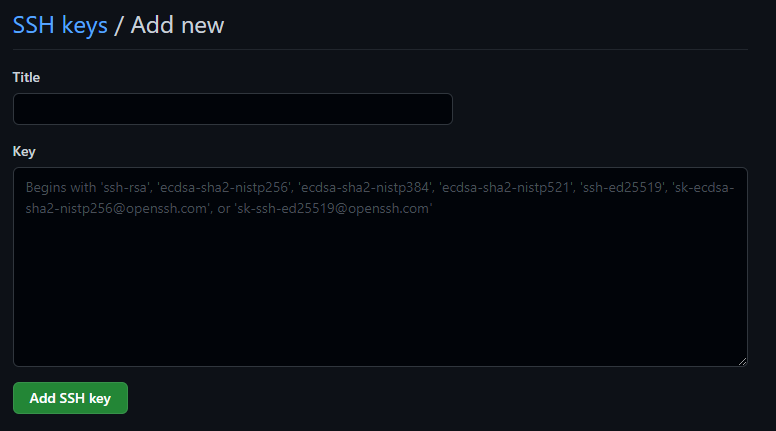 SSH keys / Add new
Title
Key
Begins with 'ssh-rsa', 'ecdsa-sha2-nistp256', 'ecdsa-sha2-nistp384', 'ecdsa-sha2-nistp521', 'ssh-ed25519', 'sk-ecdsa-
sha2-nistp256@openssh.com', or 'sk-ssh-ed25519@openssh.com'
Add SSH key